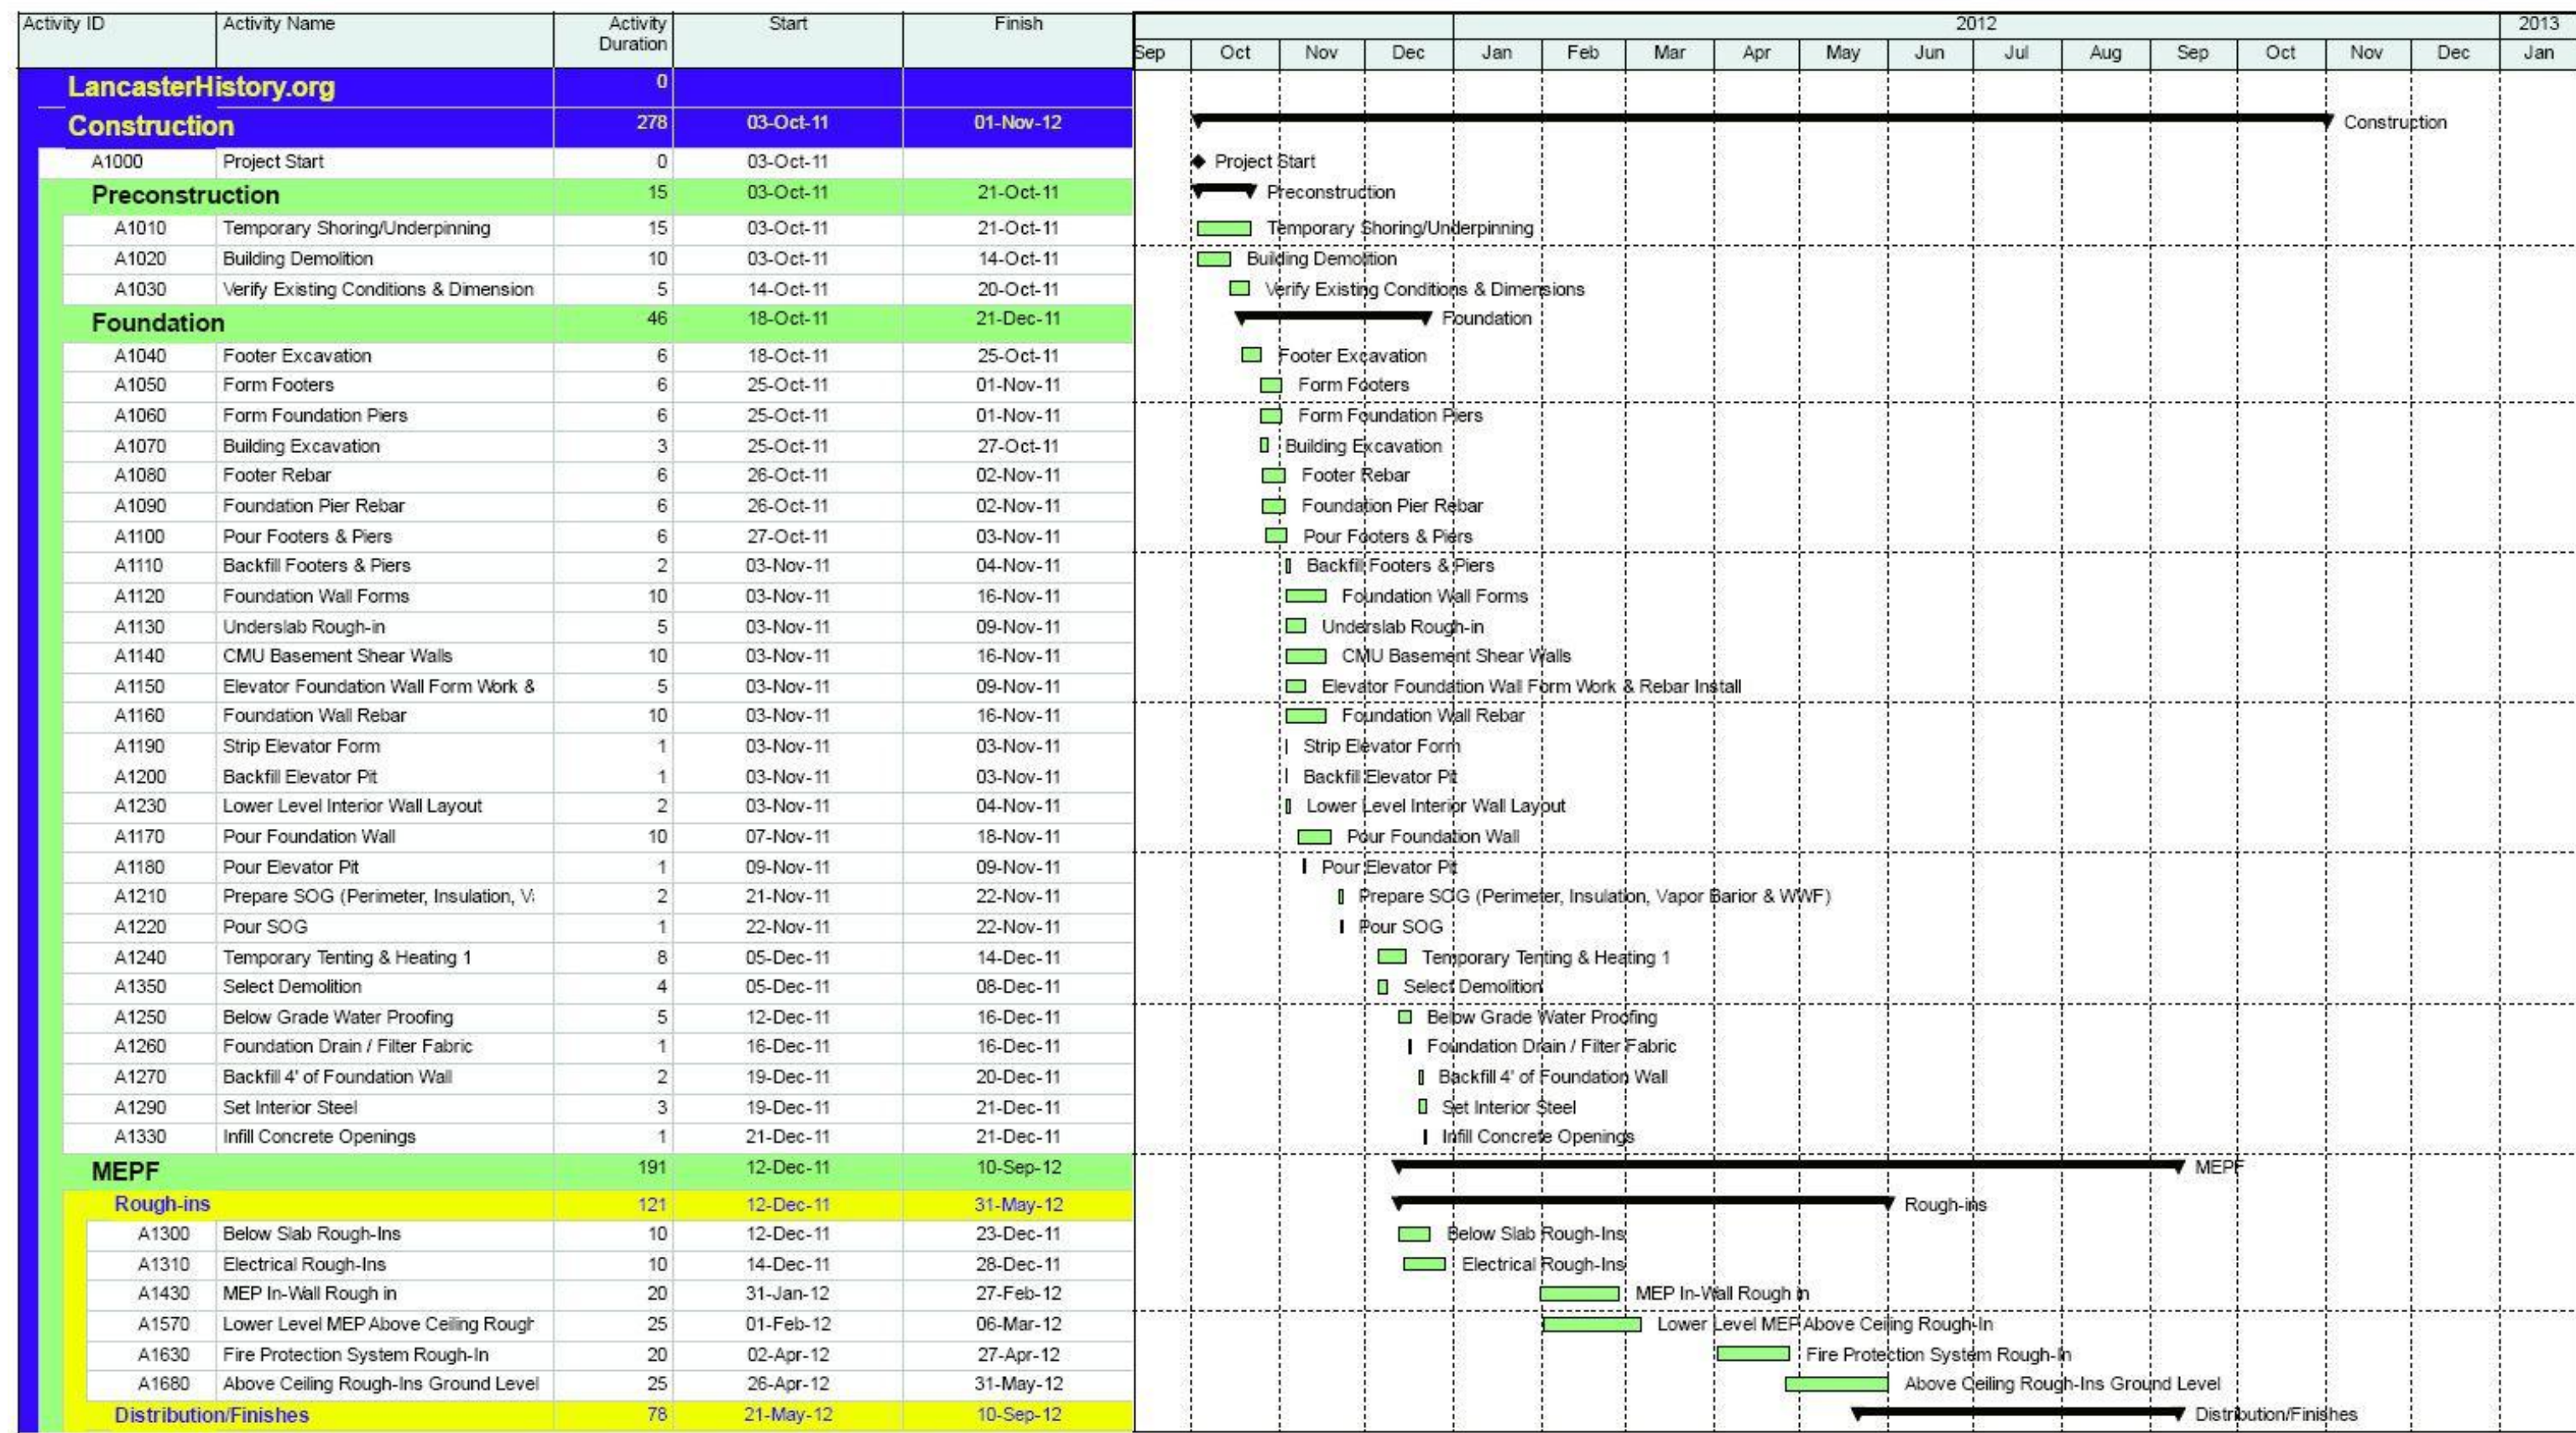 Activity ID Activity Name Activity Duration Start Finish 2012 2013
Sep Oct Nov Dec Jan Feb Mar Apr May Jun Jul Aug Sep Oct Nov Dec Jan
LancasterHistory.org 0
Construction 278 03-Oct-11 01-Nov-12 Construction
A1000 Project Start 0 03-Oct-11 Project Start
Preconstruction 15 03-Oct-11 21-Oct-11 Preconstruction
A1010 Temporary Shoring/Underpinning 15 03-Oct-11 21-Oct-11 Temporary Shoring/Underpinning
A1020 Building Demolition 10 03-Oct-11 14-Oct-11 Building Demolition
A1030 Verify Existing Conditions & Dimension 5 14-Oct-11 20-Oct-11 Verify Existing Conditions & Dimensions
Foundation 46 18-Oct-11 21-Dec-11 Foundation
A1040 Footer Excavation 6 18-Oct-11 25-Oct-11 Footer Excavation
A1050 Form Footers 6 25-Oct-11 01-Nov-11 Form Footers
A1060 Form Foundation Piers 6 25-Oct-11 01-Nov-11 Form Foundation Piers
A1070 Building Excavation 3 25-Oct-11 27-Oct-11 Building Excavation
A1080 Footer Rebar 6 26-Oct-11 02-Nov-11 Footer Rebar
A1090 Foundation Pier Rebar 6 26-Oct-11 02-Nov-11 Foundation Pier Rebar
A1100 Pour Footers & Piers 6 27-Oct-11 03-Nov-11 Pour Footers & Piers
A1110 Backfill Footers & Piers 2 03-Nov-11 04-Nov-11 Backfill Footers & Piers
A1120 Foundation Wall Forms 10 03-Nov-11 16-Nov-11 Foundation Wall Forms
A1130 Underslab Rough-in 5 03-Nov-11 09-Nov-11 Underslab Rough-in
A1140 CMU Basement Shear Walls 10 03-Nov-11 16-Nov-11 CMU Basement Shear Walls
A1150 Elevator Foundation Wall Form Work & 5 03-Nov-11 09-Nov-11 Elevator Foundation Wall Form Work & Rebar Install
A1160 Foundation Wall Rebar 10 03-Nov-11 16-Nov-11 Foundation Wall Rebar
A1190 Strip Elevator Form 1 03-Nov-11 03-Nov-11 Strip Elevator Form
A1200 Backfill Elevator Pit 1 03-Nov-11 03-Nov-11 Backfill Elevator Pit
A1230 Lower Level Interior Wall Layout 2 03-Nov-11 04-Nov-11 Lower Level Interior Wall Layout
A1170 Pour Foundation Wall 10 07-Nov-11 18-Nov-11 Pour Foundation Wall
A1180 Pour Elevator Pit 1 09-Nov-11 09-Nov-11 Pour Elevator Pit
A1210 Prepare SOG (Perimeter, Insulation, Va 2 21-Nov-11 22-Nov-11 Prepare SOG (Perimeter, Insulation, Vapor Barior & WWF)
A1220 Pour SOG 1 22-Nov-11 22-Nov-11 Pour SOG
A1240 Temporary Tenting & Heating 1 8 05-Dec-11 14-Dec-11 Temporary Tenting & Heating 1
A1350 Select Demolition 4 05-Dec-11 08-Dec-11 Select Demolition
A1250 Below Grade Water Proofing 5 12-Dec-11 16-Dec-11 Below Grade Water Proofing
A1260 Foundation Drain / Filter Fabric 1 16-Dec-11 16-Dec-11 Foundation Drain / Filter Fabric
A1270 Backfill 4' of Foundation Wall 2 19-Dec-11 20-Dec-11 Backfill 4' of Foundation Wall
A1290 Set Interior Steel 3 19-Dec-11 21-Dec-11 Set Interior Steel
A1330 Infill Concrete Openings 1 21-Dec-11 21-Dec-11 Infill Concrete Openings
MEPF 191 12-Dec-11 10-Sep-12 MEPF
Rough-ins 121 12-Dec-11 31-May-12 Rough-ins
A1300 Below Slab Rough-Ins 10 12-Dec-11 23-Dec-11 Below Slab Rough-Ins
A1310 Electrical Rough-Ins 10 14-Dec-11 28-Dec-11 Electrical Rough-Ins
A1430 MEP In-Wall Rough in 20 31-Jan-12 27-Feb-12 MEP In-Wall Rough in
A1570 Lower Level MEP Above Ceiling Rough 25 01-Feb-12 06-Mar-12 Lower Level MEP Above Ceiling Rough-In
A1630 Fire Protection System Rough-In 20 02-Apr-12 27-Apr-12 Fire Protection System Rough-In
A1680 Above Ceiling Rough-Ins Ground Level 25 26-Apr-12 31-May-12 Above Ceiling Rough-Ins Ground Level
Distribution/Finishes 78 21-May-12 10-Sep-12 Distribution/Finishes